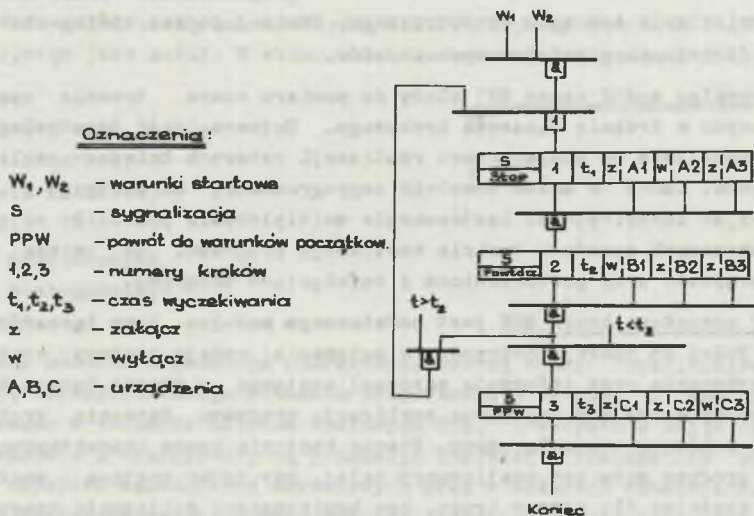 Oznaczenia:
W₁, W₂ – warunki startowe
S – sygnalizacja
PPW – powrót do warunków początkow.
1,2,3 – numery kroków
t₁,t₂,t₃ – czas wyczekiwania
z – załącz
w – wyłącz
A,B,C – urządzenia
W₁ W₂
&
1
S Stop 1 t₁ z A1 w A2 z A3
&
S Powtórz 2 t₂ w B1 z B2 z B3
&
t>t₂ t<t₂
&
S PPW 3 t₃ z C1 z C2 w C3
&
Koniec